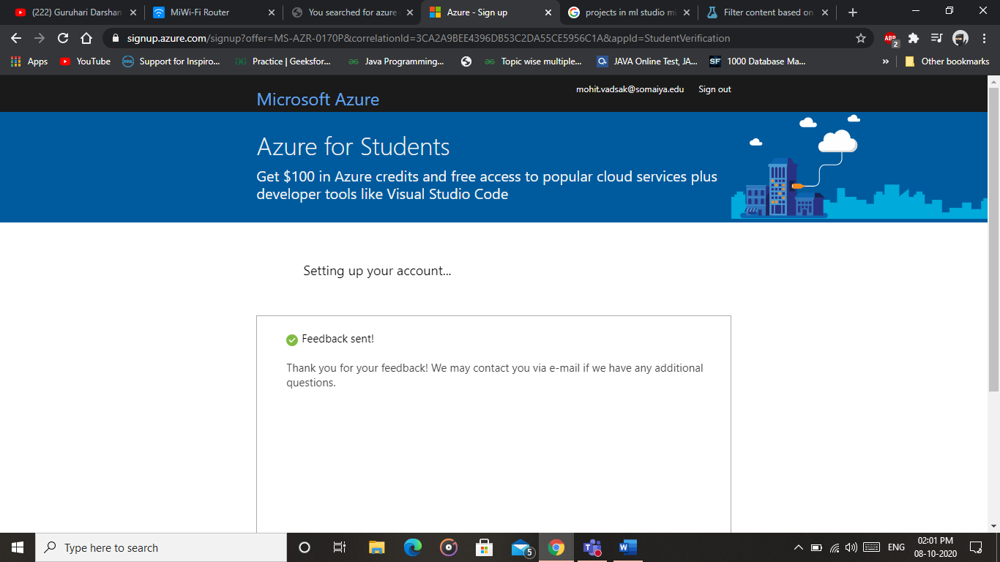 (222) Guruhari Darshan
MiWi-Fi Router
You searched for azure
Azure - Sign up
projects in ml studio mi
Filter content based on
signup.azure.com/signup?offer=MS-AZR-0170P&correlationId=3CA2A9BEE4396DB53C2DA55CE5956C1A&appId=StudentVerification
ABP
2
Apps
YouTube
Support for Inspiro...
Practice | Geeksfor...
Java Programming...
Topic wise multiple...
JAVA Online Test, JA...
SF
1000 Database Ma...
»
Other bookmarks
Microsoft Azure
mohit.vadsak@somaiya.edu
Sign out
Azure for Students
Get $100 in Azure credits and free access to popular cloud services plus
developer tools like Visual Studio Code
Setting up your account...
Feedback sent!
Thank you for your feedback! We may contact you via e-mail if we have any additional
questions.
Type here to search
5
ENG
02:01 PM
08-10-2020